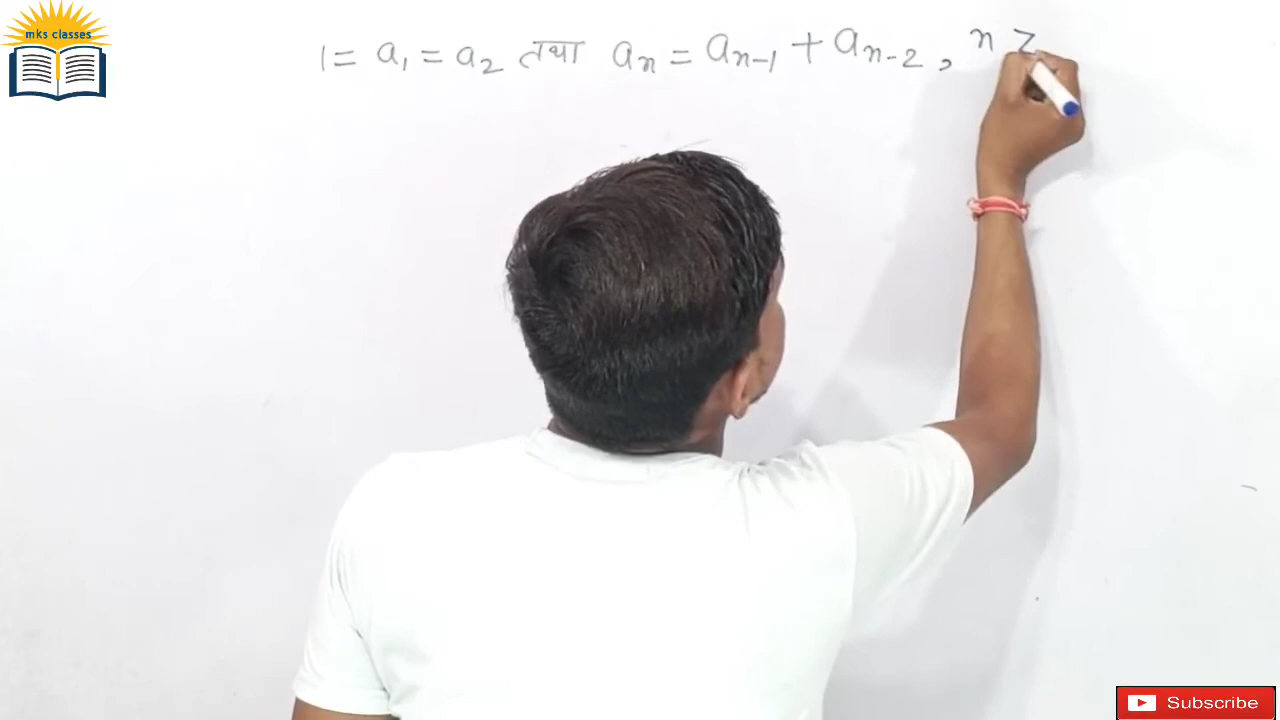 mks classes
1 = a₁ = a₂ तथा aₙ = aₙ₋₁ + aₙ₋₂ , n >
Subscribe